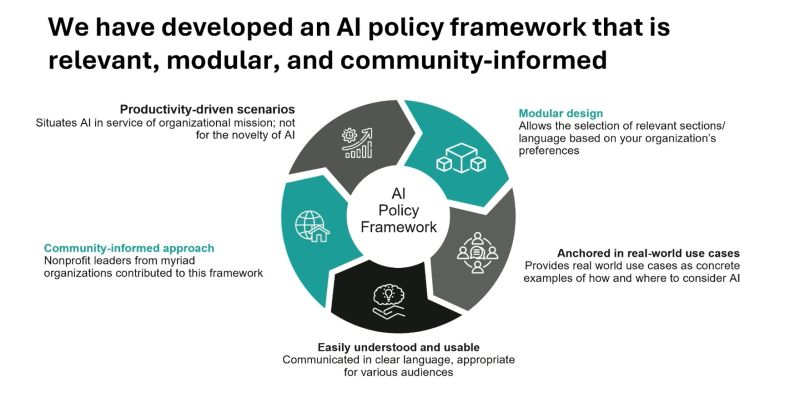 We have developed an AI policy framework that is
relevant, modular, and community-informed
Productivity-driven scenarios
Situates AI in service of organizational mission; not
for the novelty of AI
Modular design
Allows the selection of relevant sections/
language based on your organization's
preferences
AI
Policy
Framework
Community-informed approach
Nonprofit leaders from myriad
organizations contributed to this framework
Anchored in real-world use cases
Provides real world use cases as concrete
examples of how and where to consider AI
Easily understood and usable
Communicated in clear language, appropriate
for various audiences